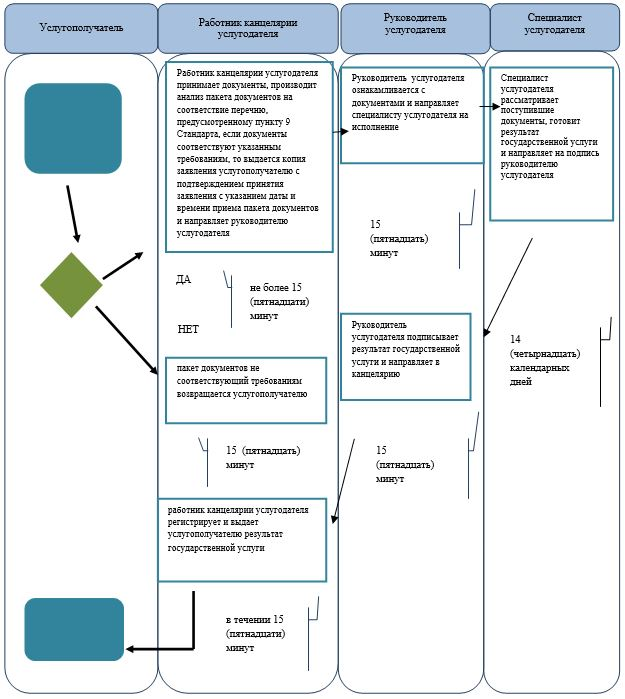 Услугополучатель
Работник канцелярии
услугодателя
Руководитель
услугодателя
Специалист
услугодателя
Работник канцелярии услугодателя
принимает документы, производит
анализ пакета документов на
соответствие перечню,
предусмотренному пункту 9
Стандарта, если документы
соответствуют указанным
требованиям, то выдается копия
заявления услугополучателю с
подтверждением принятия
заявления с указанием даты и
времени приема пакета документов
и направляет руководителю
услугодателя
Руководитель услугодателя
ознакамливается с
документами и направляет
специалисту услугодателя на
исполнение
Специалист
услугодателя
рассматривает
поступившие
документы, готовит
результат
государственной услуги
и направляет на подпись
руководителю
услугодателя
15
(пятнадцать)
минут
ДА
не более 15
(пятнадцати)
минут
НЕТ
Руководитель
услугодателя подписывает
результат государственной
услуги и направляет в
канцелярию
14
(четырнадцать)
календарных
дней
пакет документов не
соответствующий требованиям
возвращается услугополучателю
15 (пятнадцать)
минут
15
(пятнадцать)
минут
работник канцелярии услугодателя
регистрирует и выдает
услугополучателю результат
государственной услуги
в течении 15
(пятнадцати)
минут